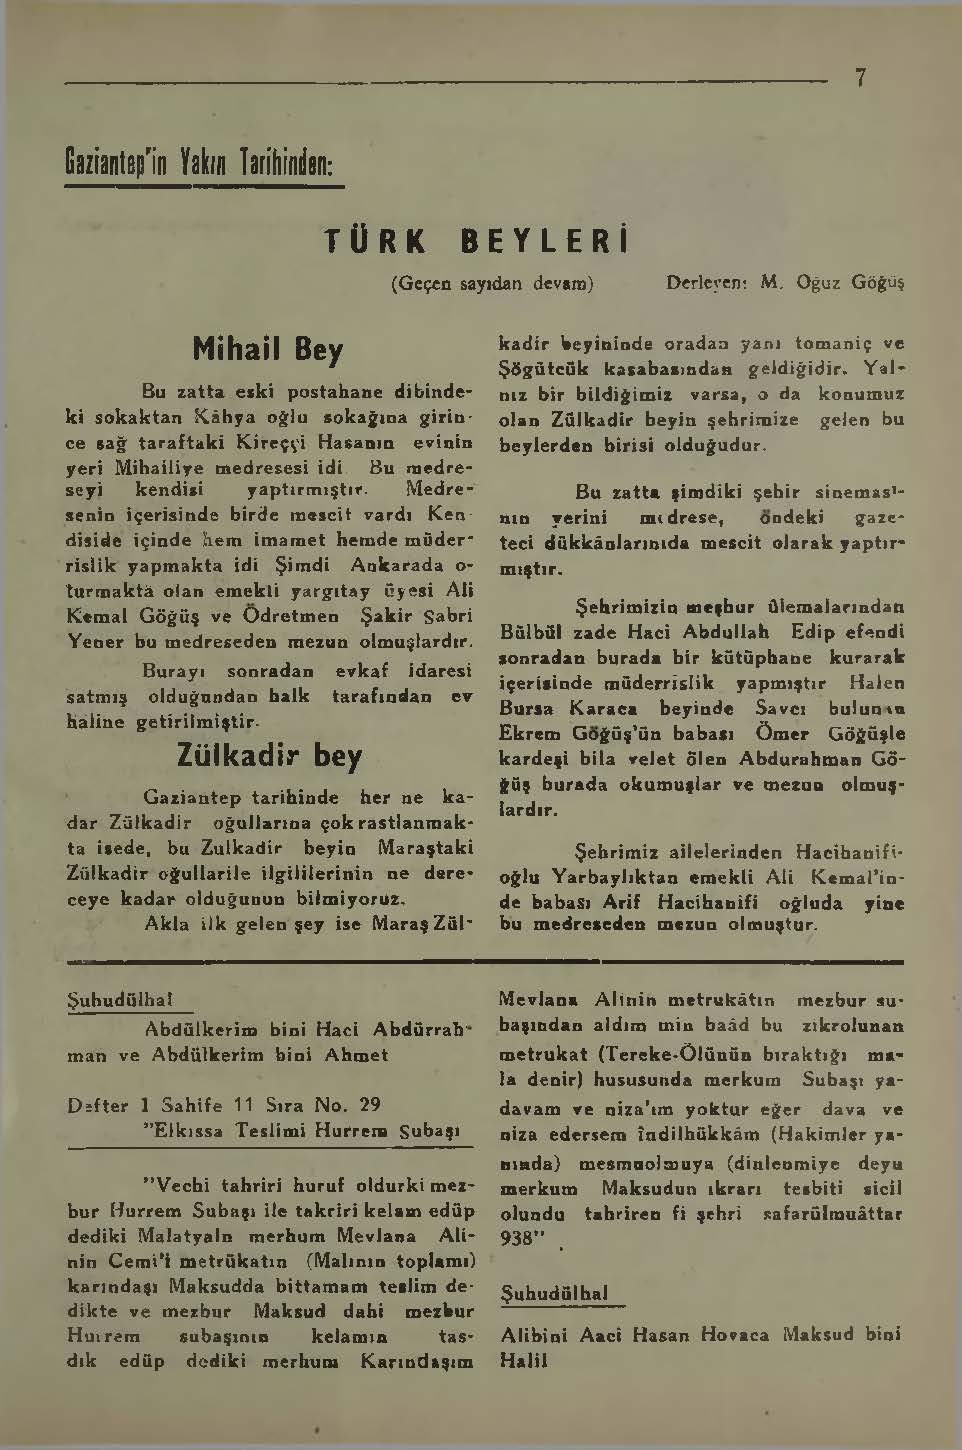 7
Gaziantep'in Yakın Tarihinden:
TÜRK BEYLERİ
(Geçen sayıdan devam) Derleyen: M. Oğuz Göğüş
Mihail Bey
Bu zatta eski postahane dibinde-
ki sokaktan Kâhya oğlu sokağına girin-
ce sağ taraftaki Kireççi Hasanın evinin
yeri Mihailiye medresesi idi. Bu medre-
seyi kendisi yaptırmıştır. Medre-
senin içerisinde birde mescit vardı Ken
diside içinde hem imamet hemde müder-
rislik yapmakta idi Şimdi Ankarada o-
turmakta olan emekli yargıtay üyesi Ali
Kemal Göğüş ve Ödretmen Şakir Sabri
Yener bu medreseden mezun olmuşlardır.
Burayı sonradan evkaf idaresi
satmış olduğundan halk tarafından ev
haline getirilmiştir.
Zülkadir bey
Gaziantep tarihinde her ne ka-
dar Zülkadir oğullarına çok rastlanmak-
ta isede, bu Zulkadir beyin Maraştaki
Zülkadir oğullarile ilgililerinin ne dere-
ceye kadar olduğunun bilmiyoruz.
Akla ilk gelen şey ise Maraş Zül-
kadir beyininde oradan yanı tomaniç ve
Şögütcük kasabasından geldiğidir. Yal-
nız bir bildiğimiz varsa, o da konumuz
olan Zülkadir beyin şehrimize gelen bu
beylerden birisi olduğudur.
Bu zatta şimdiki şehir sineması-
nın yerini medrese, öndeki gaze-
teci dükkânlarınıda mescit olarak yaptır-
mıştır.
Şehrimizin meşhur ûlemalarından
Bülbül zade Haci Abdullah Edip efendi
sonradan burada bir kütüphane kurarak
içerisinde müderrislik yapmıştır Halen
Bursa Karaca beyinde Savcı bulunan
Ekrem Göğüş'ün babası Ömer Göğüşle
kardeşi bila velet ölen Abdurahman Gö-
ğüş burada okumuşlar ve mezun olmuş-
lardır.
Şehrimiz ailelerinden Hacihanifi-
oğlu Yarbaylıktan emekli Ali Kemal'in-
de babası Arif Hacihanifi oğluda yine
bu medreseden mezun olmuştur.
Şuhudülhal
Abdülkerim bini Haci Abdürrah-
man ve Abdülkerim bini Ahmet
Defter 1 Sahife 11 Sıra No. 29
"Elkıssa Teslimi Hurrem Subaşı
"Vechi tahriri huruf oldurki mez-
bur Hurrem Subaşı ile takriri kelam edüp
dediki Malatyaln merhum Mevlana Ali-
nin Cemi'i metrükatın (Malının toplamı)
karındaşı Maksudda bittamam teslim de-
dikte ve mezbur Maksud dahi mezbur
Hurrem subaşının kelamın tas-
dık edüp dediki merhum Karındaşım
Mevlana Alinin metrukâtın mezbur su-
başından aldım min baâd bu zıkrolunan
metrukat (Tereke-Ölünün bıraktığı ma-
la denir) hususunda merkum Subaşı ya-
davam ve niza'ım yoktur eğer dava ve
niza edersem îndilhükkâm (Hakimler ya-
nında) mesmuolmuya (dinlenmiye deyu
merkum Maksudun ıkrarı tesbiti sicil
olundu tahriren fi şehri safarülmuâttar
938"
Şuhudülhal
Alibini Aaci Hasan Hovaca Maksud bini
Halil